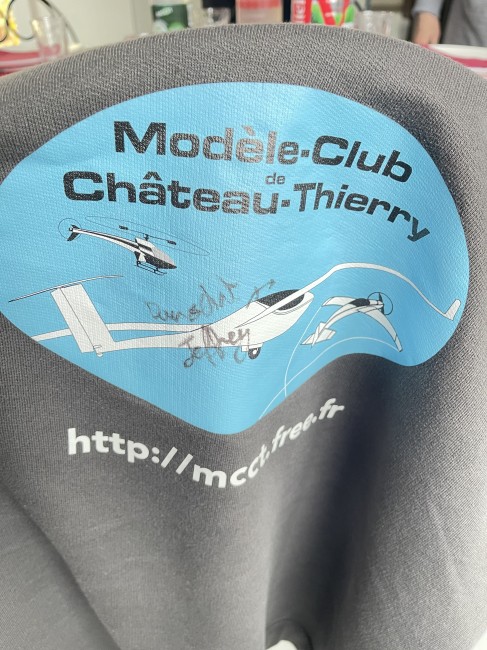 Modèle-Club
de
Château-Thierry
Jeffrey
http://mcct.free.fr